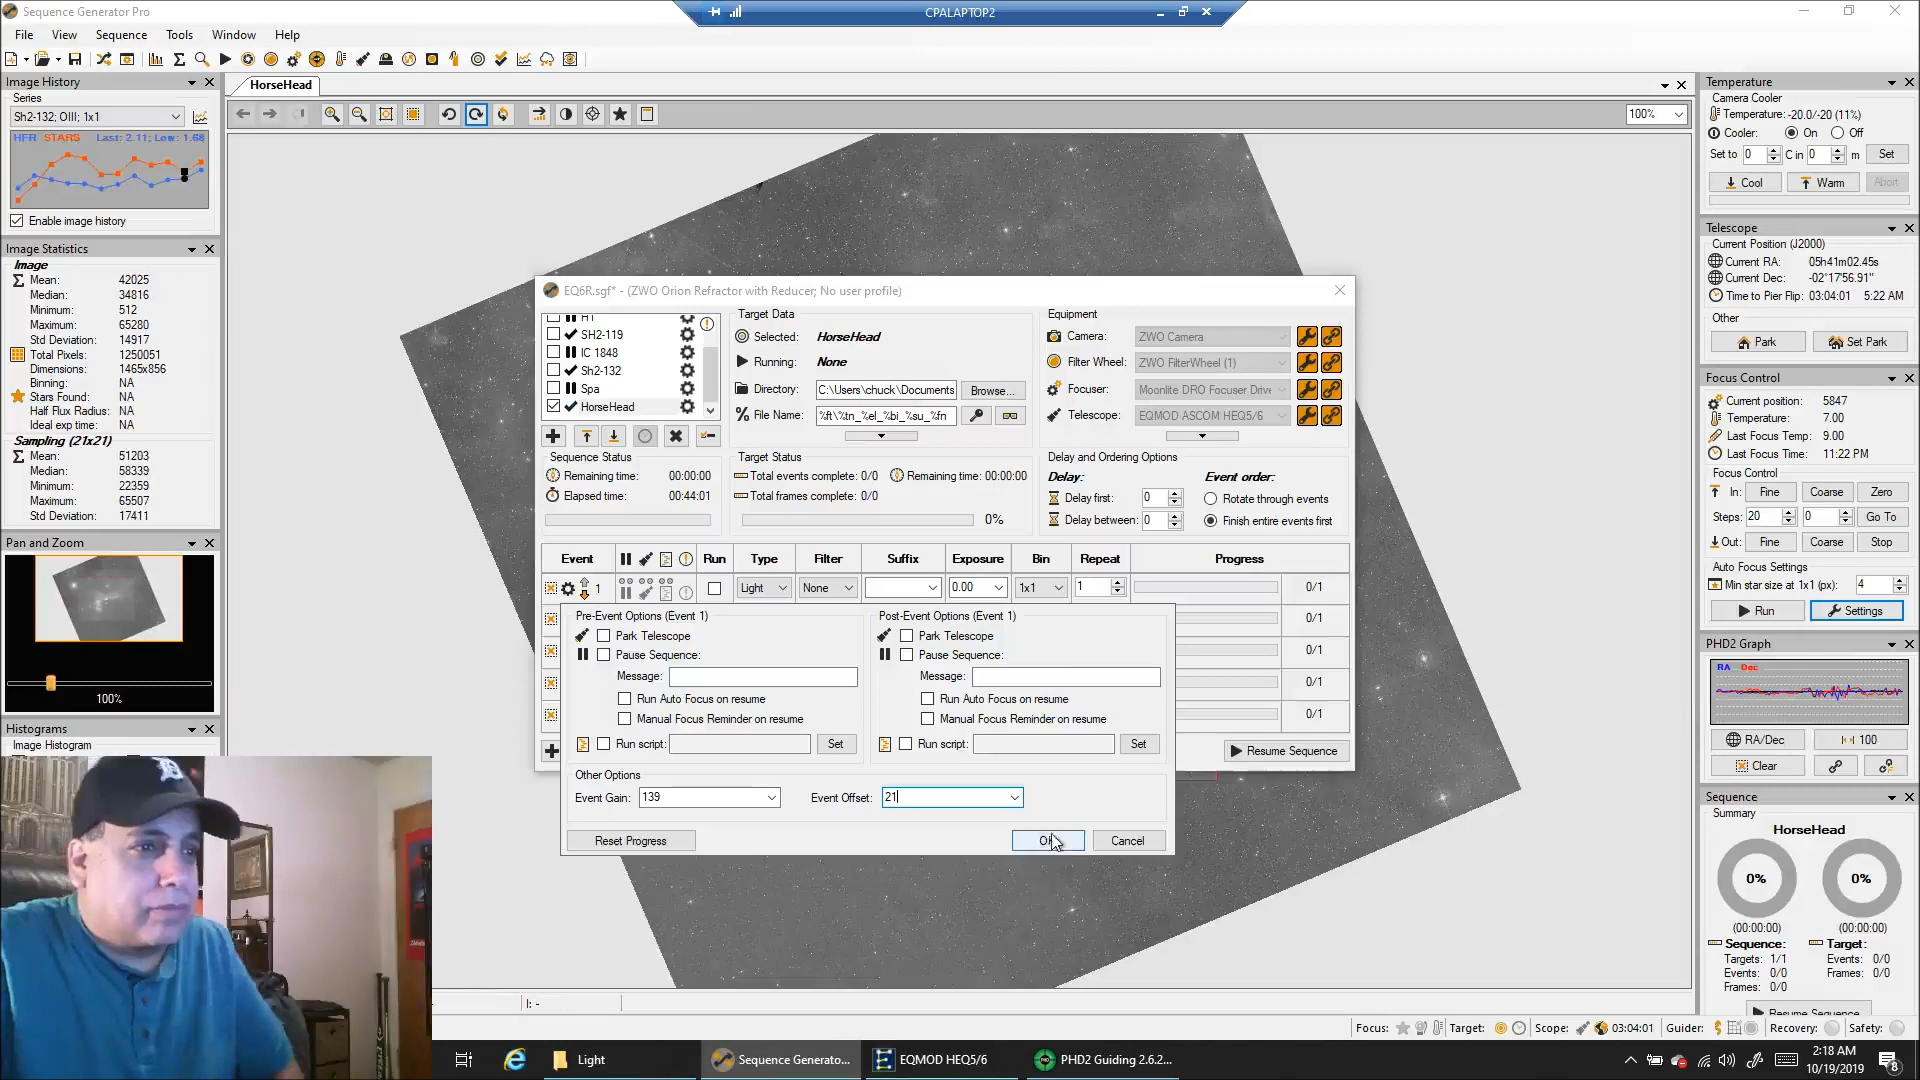 Sequence Generator Pro
CPALAPTOP2
File View Sequence Tools Window Help
Image History
Series
Sh2-132; OIII; 1x1
HFR STARS Last: 2.11; Low: 1.68
Enable image history
Image Statistics
Image
Mean: 42025
Median: 34816
Minimum: 512
Maximum: 65280
Std Deviation: 14917
Total Pixels: 1250051
Dimensions: 1465x856
Binning: NA
Stars Found: NA
Half Flux Radius: NA
Ideal exp time: NA
Sampling (21x21)
Mean: 51203
Median: 58339
Minimum: 22359
Maximum: 65507
Std Deviation: 17411
Pan and Zoom
100%
Histograms
Image Histogram
HorseHead
100%
EQ6R.sgf* - (ZWO Orion Refractor with Reducer; No user profile)
SH2-119
IC 1848
Sh2-132
Spa
HorseHead
Target Data
Selected: HorseHead
Running: None
Directory: C:\Users\chuck\Documents Browse...
File Name: %ft\%tn_%el_%bi_%su_%fn
Equipment
Camera: ZWO Camera
Filter Wheel: ZWO FilterWheel (1)
Focuser: Moonlite DRO Focuser Drive
Telescope: EQMOD ASCOM HEQ5/6
Sequence Status
Remaining time: 00:00:00
Elapsed time: 00:44:01
Target Status
Total events complete: 0/0 Remaining time: 00:00:00
Total frames complete: 0/0
0%
Delay and Ordering Options
Delay: Event order:
Delay first: 0 Rotate through events
Delay between: 0 Finish entire events first
Event Run Type Filter Suffix Exposure Bin Repeat Progress
1 Light None 0.00 1x1 1 0/1
0/1
0/1
0/1
0/1
Pre-Event Options (Event 1)
Park Telescope
Pause Sequence:
Message:
Run Auto Focus on resume
Manual Focus Reminder on resume
Run script: Set
Post-Event Options (Event 1)
Park Telescope
Pause Sequence:
Message:
Run Auto Focus on resume
Manual Focus Reminder on resume
Run script: Set
Resume Sequence
Other Options
Event Gain: 139 Event Offset: 21
Reset Progress Cancel
Temperature
Camera Cooler
Temperature: -20.0/-20 (11%)
Cooler: On Off
Set to 0 C in 0 m Set
Cool Warm Abort
Telescope
Current Position (J2000)
Current RA: 05h41m02.45s
Current Dec: -02°17'56.91"
Time to Pier Flip: 03:04:01 5:22 AM
Other
Park Set Park
Focus Control
Current position: 5847
Temperature: 7.00
Last Focus Temp: 9.00
Last Focus Time: 11:22 PM
Focus Control
In: Fine Coarse Zero
Steps: 20 0 Go To
Out: Fine Coarse Stop
Auto Focus Settings
Min star size at 1x1 (px): 4
Run Settings
PHD2 Graph
RA Dec
RA/Dec 100
Clear
Sequence
Summary
HorseHead
0% 0%
(00:00:00) (00:00:00)
Sequence: Target:
Targets: 1/1 Events: 0/0
Events: 0/0 Frames: 0/0
Frames: 0/0
Resume Sequence
I: -
Focus: Target: Scope: 03:04:01 Guider: Recovery: Safety:
Light
Sequence Generato...
EQMOD HEQ5/6
PHD2 Guiding 2.6.2...
2:18 AM
10/19/2019
8